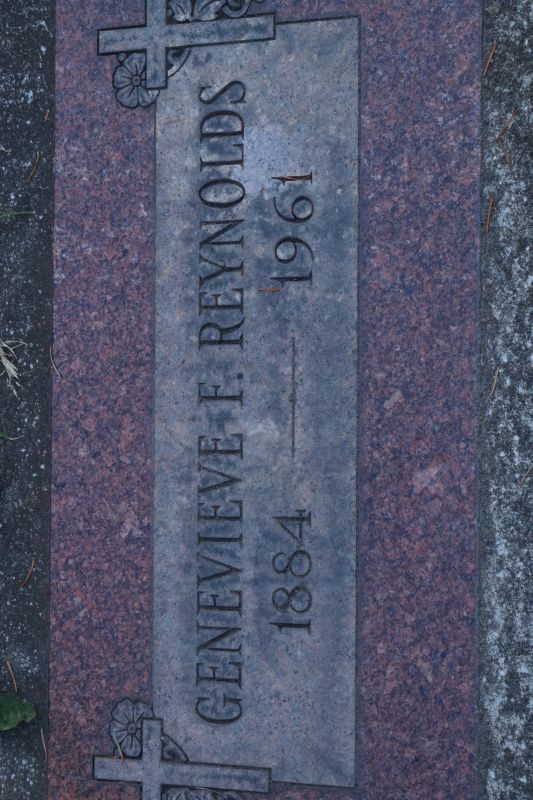 GENEVIEVE F. REYNOLDS
1884 — 1961